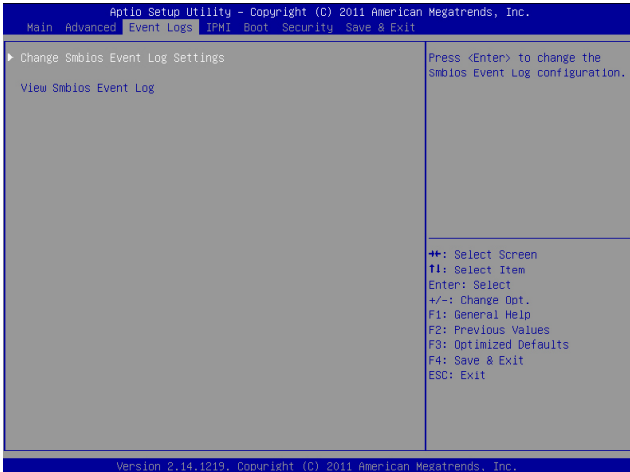 Aptio Setup Utility – Copyright (C) 2011 American Megatrends, Inc.
Main Advanced Event Logs IPMI Boot Security Save & Exit
▶ Change Smbios Event Log Settings
View Smbios Event Log
Press <Enter> to change the
Smbios Event Log configuration.
→←: Select Screen
↑↓: Select Item
Enter: Select
+/-: Change Opt.
F1: General Help
F2: Previous Values
F3: Optimized Defaults
F4: Save & Exit
ESC: Exit
Version 2.14.1219. Copyright (C) 2011 American Megatrends, Inc.